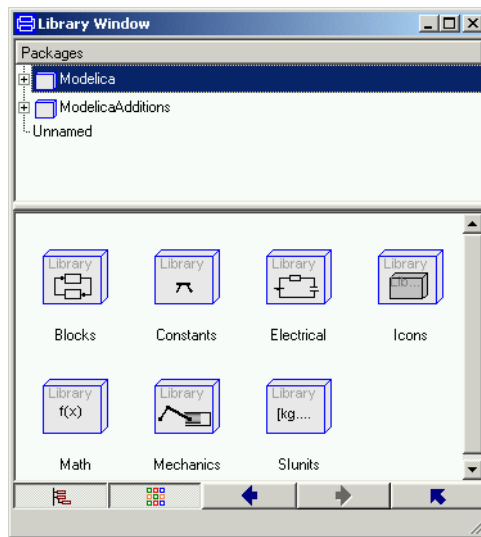 Library Window
Packages
Modelica
ModelicaAdditions
Unnamed
Library Library Library Library
Lib...
Blocks Constants Electrical Icons
Library Library Library
f(x) [kg....
Math Mechanics SIunits